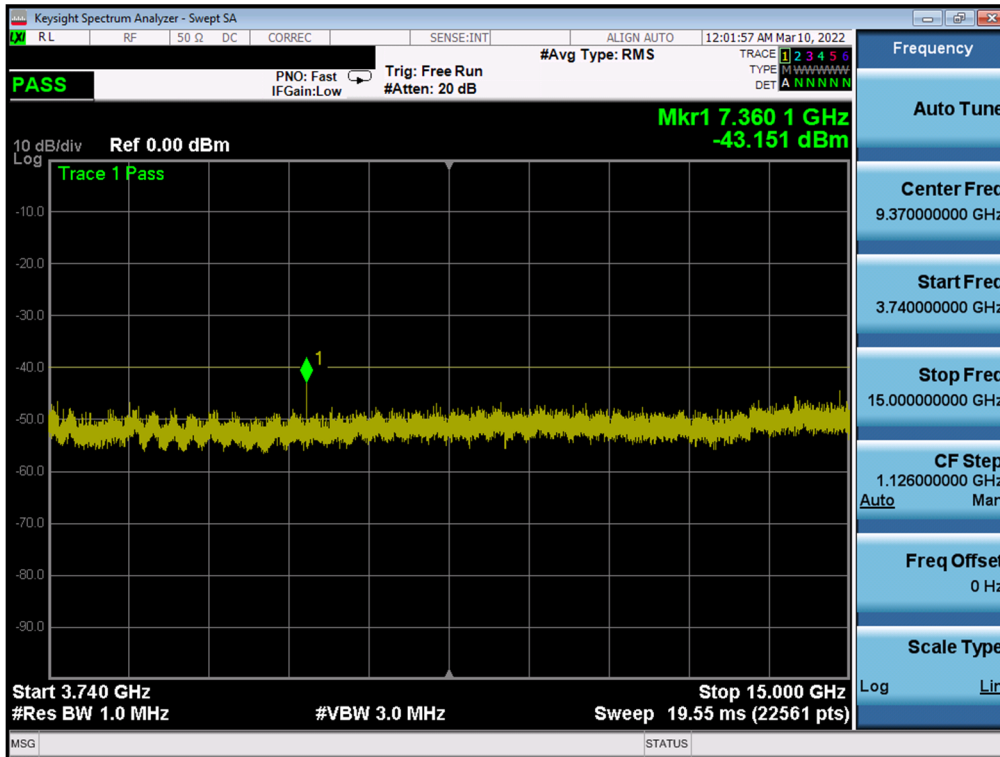 Keysight Spectrum Analyzer - Swept SA
LXI RL RF 50 Ω DC CORREC SENSE:INT ALIGN AUTO 12:01:57 AM Mar 10, 2022
PASS
PNO: Fast
IFGain:Low
Trig: Free Run
#Atten: 20 dB
#Avg Type: RMS
TRACE 1 2 3 4 5 6
TYPE M W W W W W
DET A N N N N N
Mkr1 7.360 1 GHz
-43.151 dBm
10 dB/div
Log
Ref 0.00 dBm
Trace 1 Pass
-10.0
-20.0
-30.0
-40.0
-50.0
-60.0
-70.0
-80.0
-90.0
1
Start 3.740 GHz
Stop 15.000 GHz
#Res BW 1.0 MHz
#VBW 3.0 MHz
Sweep 19.55 ms (22561 pts)
MSG
STATUS
Frequency
Auto Tune
Center Freq
9.370000000 GHz
Start Freq
3.740000000 GHz
Stop Freq
15.000000000 GHz
CF Step
1.126000000 GHz
Auto Man
Freq Offset
0 Hz
Scale Type
Log Lin